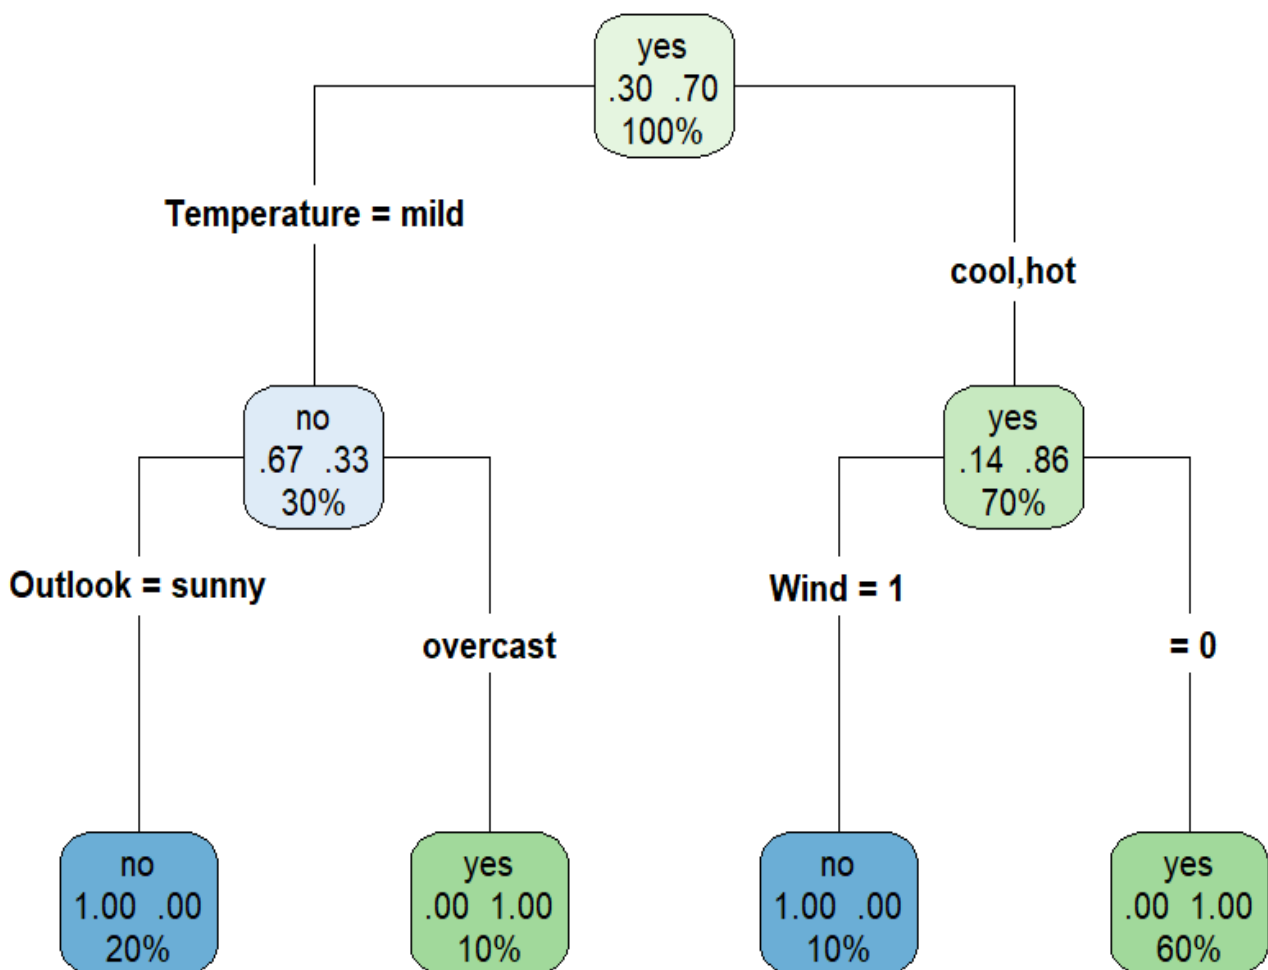 yes
.30 .70
100%
Temperature = mild
cool,hot
no
.67 .33
30%
yes
.14 .86
70%
Outlook = sunny
overcast
Wind = 1
= 0
no
1.00 .00
20%
yes
.00 1.00
10%
no
1.00 .00
10%
yes
.00 1.00
60%